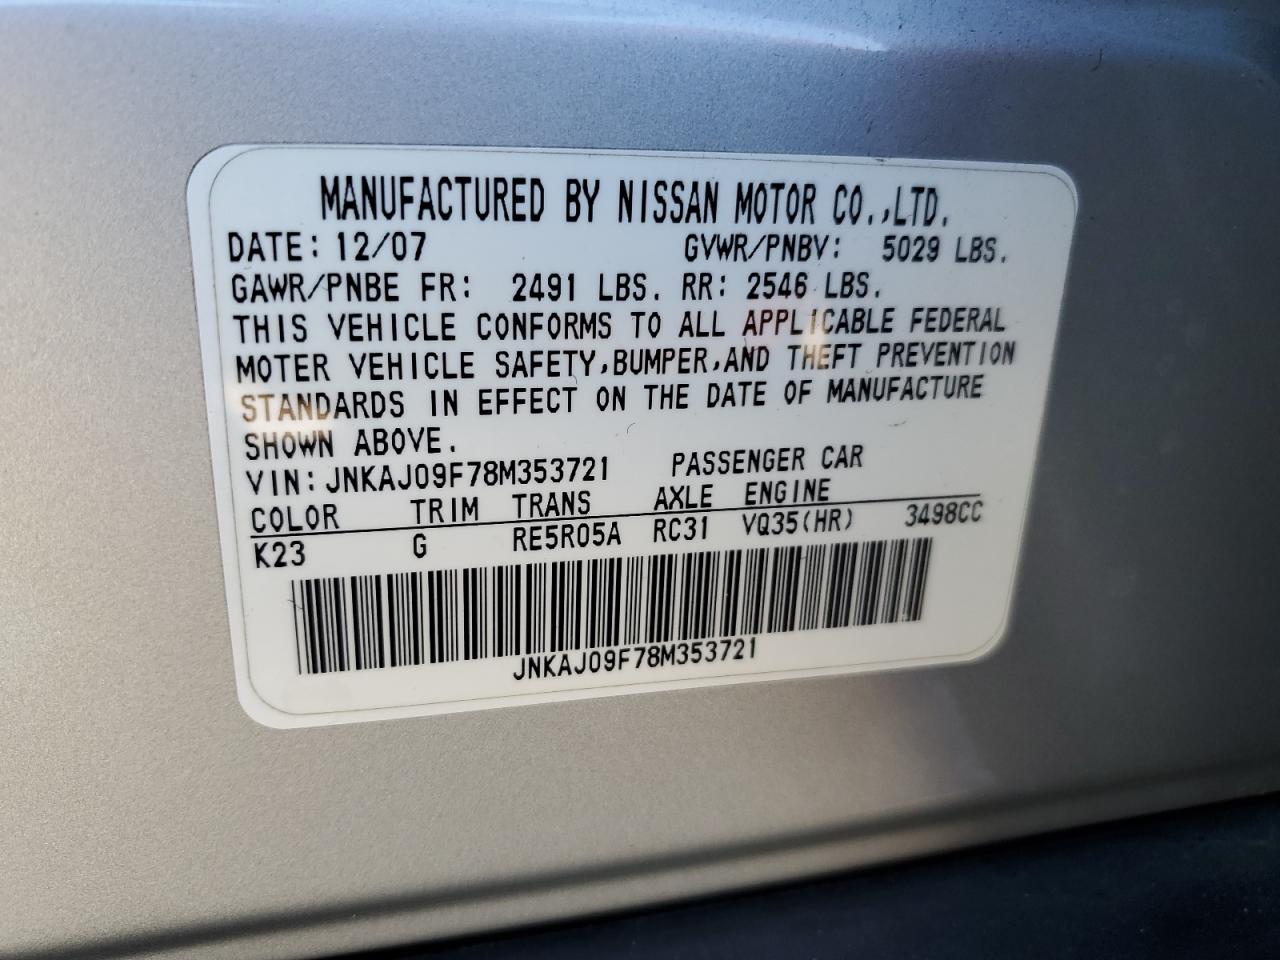 MANUFACTURED BY NISSAN MOTOR CO.,LTD.
DATE: 12/07 GVWR/PNBV: 5029 LBS.
GAWR/PNBE FR: 2491 LBS. RR: 2546 LBS.
THIS VEHICLE CONFORMS TO ALL APPLICABLE FEDERAL
MOTER VEHICLE SAFETY,BUMPER,AND THEFT PREVENTION
STANDARDS IN EFFECT ON THE DATE OF MANUFACTURE
SHOWN ABOVE.
VIN: JNKAJ09F78M353721 PASSENGER CAR
COLOR TRIM TRANS AXLE ENGINE
K23 G RE5R05A RC31 VQ35(HR) 3498CC
JNKAJ09F78M353721